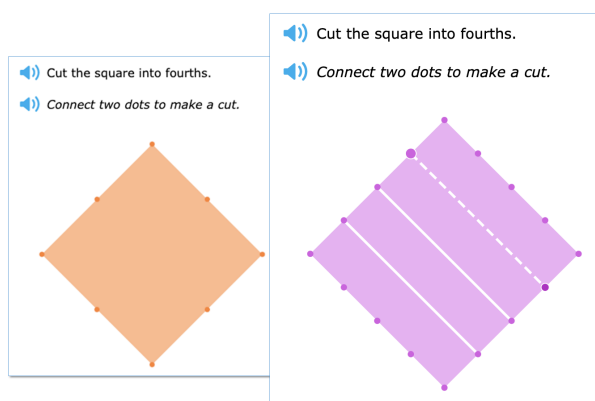 Cut the square into fourths.
Connect two dots to make a cut.
Cut the square into fourths.
Connect two dots to make a cut.